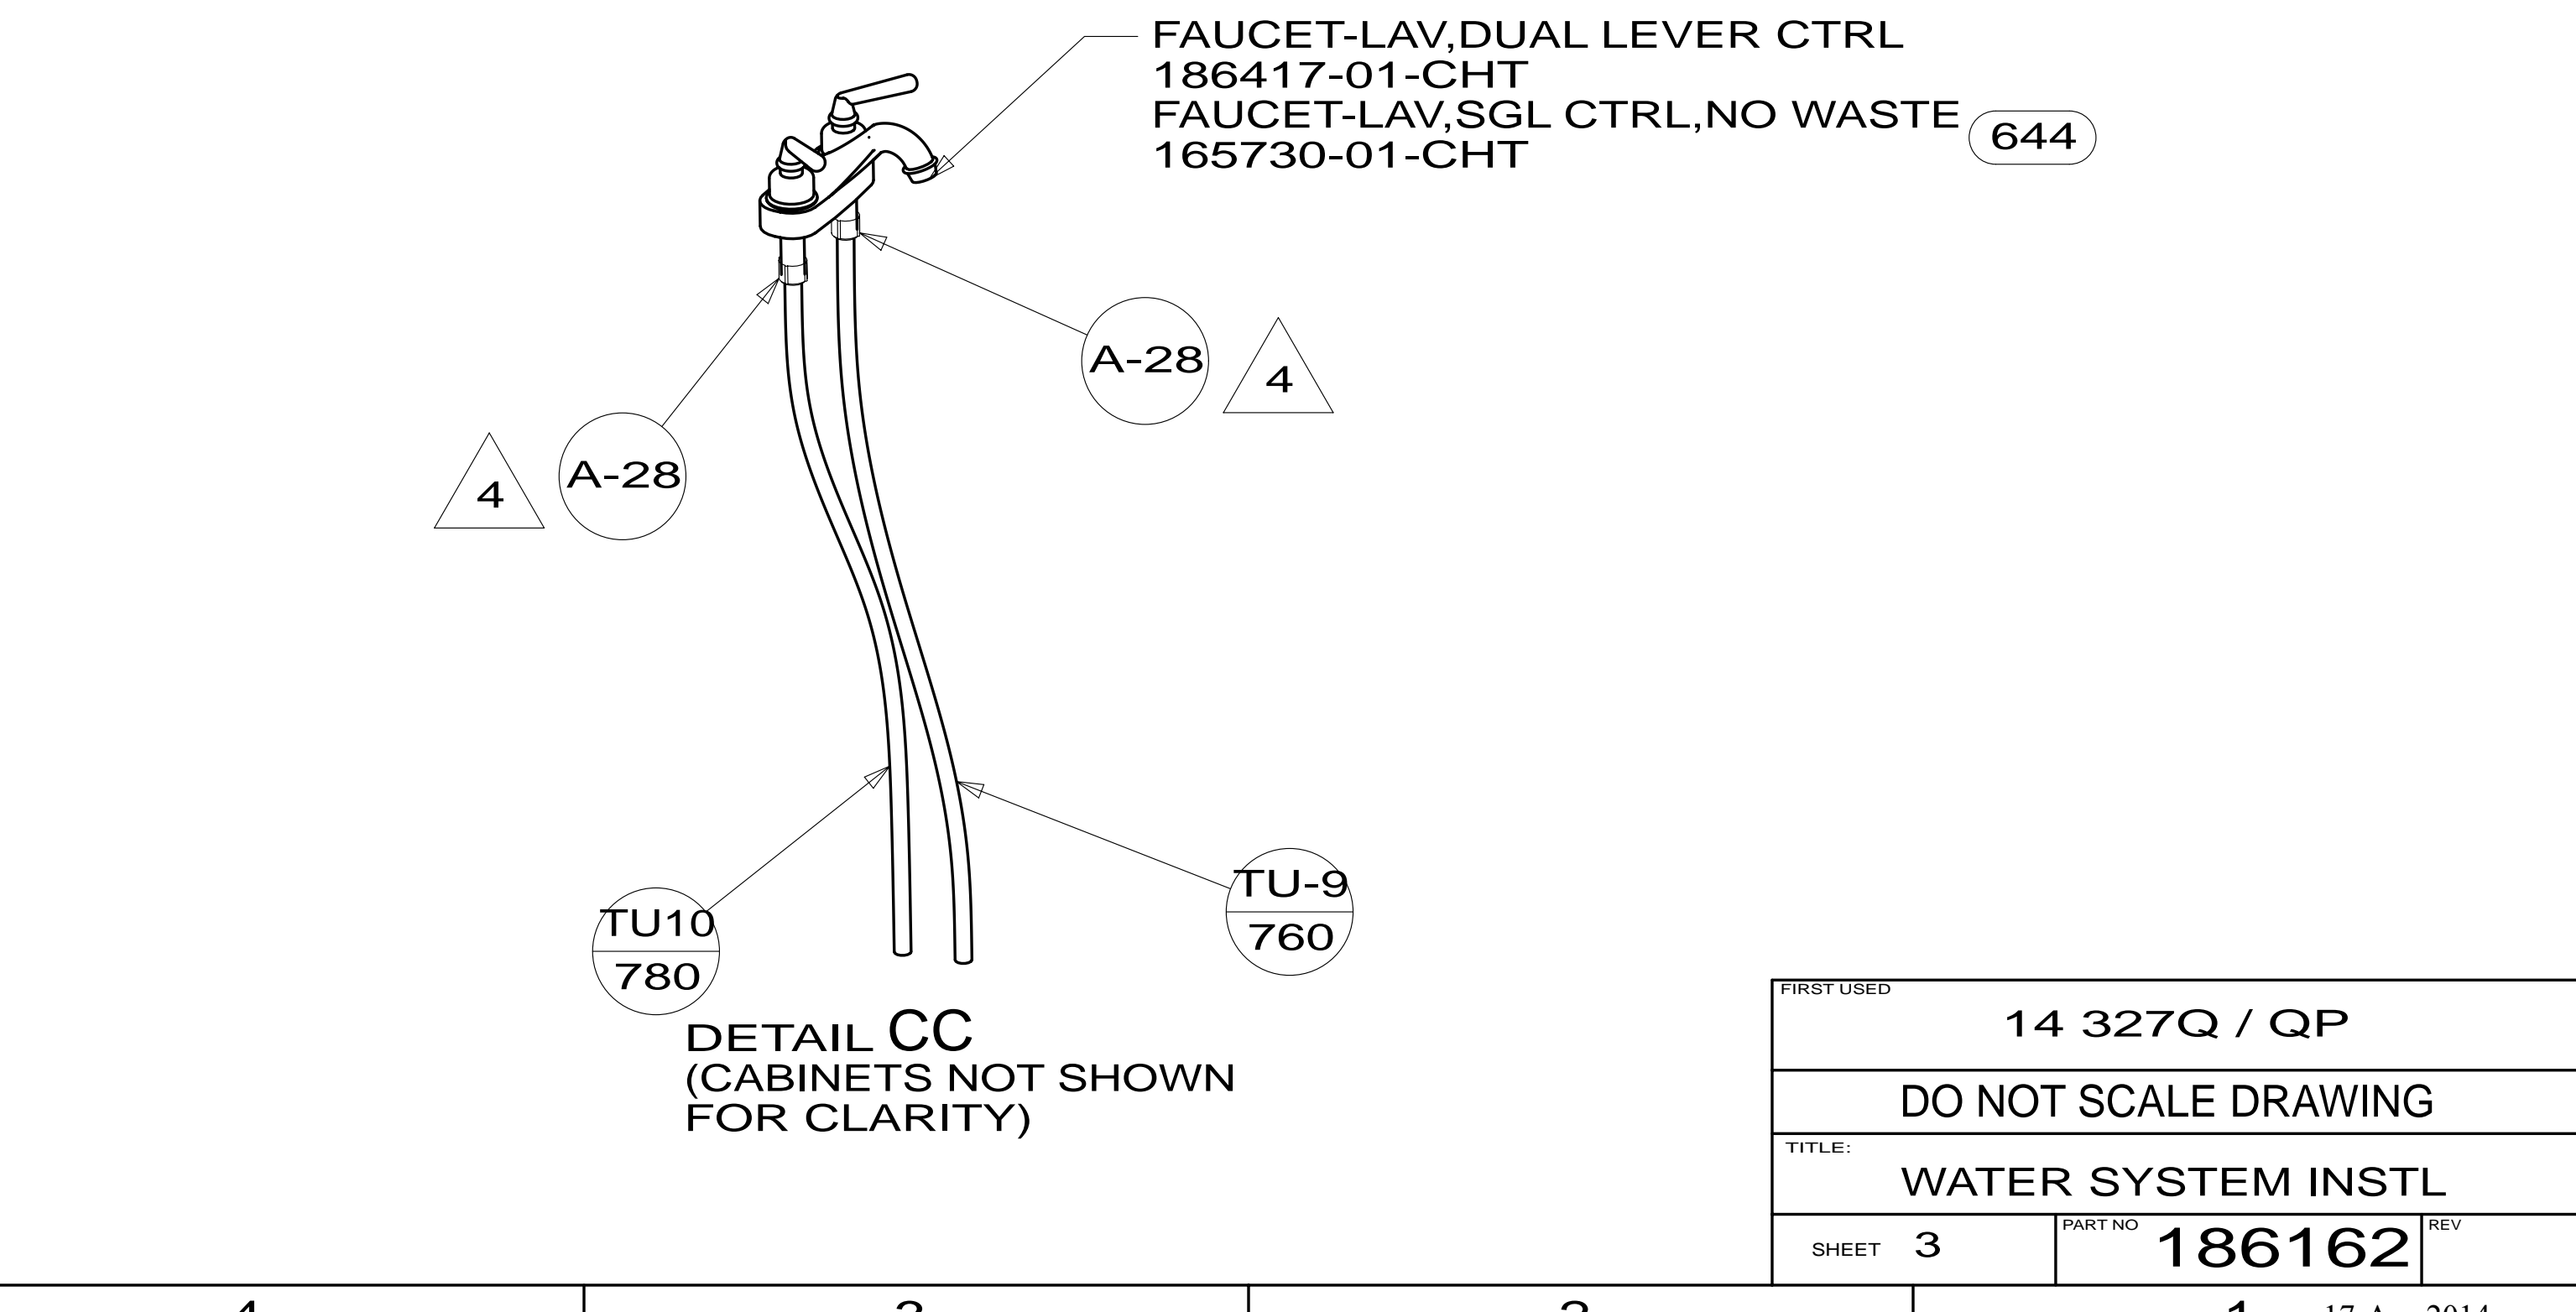 FAUCET-LAV,DUAL LEVER CTRL
186417-01-CHT
FAUCET-LAV,SGL CTRL,NO WASTE
165730-01-CHT
644
A-28
4
4
A-28
TU-9
760
TU10
780
DETAIL CC
(CABINETS NOT SHOWN
FOR CLARITY)
FIRST USED
14 327Q / QP
DO NOT SCALE DRAWING
TITLE:
WATER SYSTEM INSTL
SHEET 3
PART NO 186162
REV